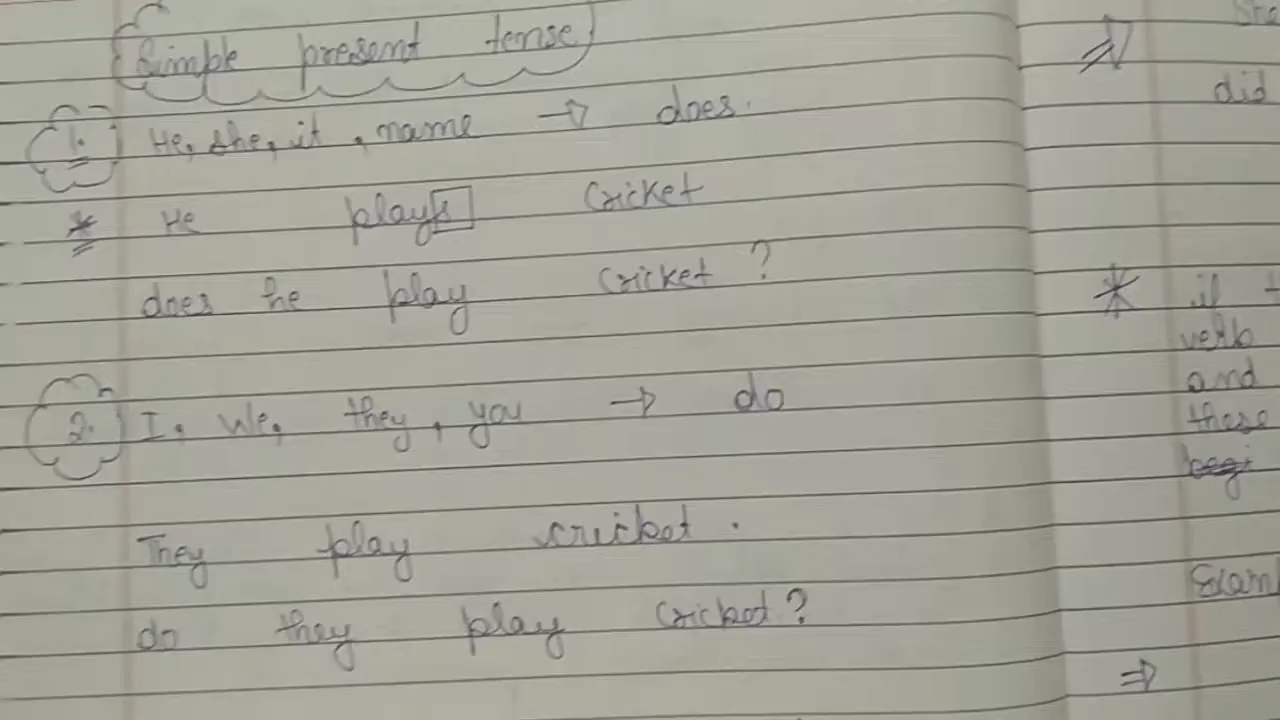 Simple present tense
1. He, she, it, name → does.
* He plays cricket
does he play cricket ?
2. I, We, they, you → do
They play cricket.
do they play cricket?
did
* if
verb
and
these